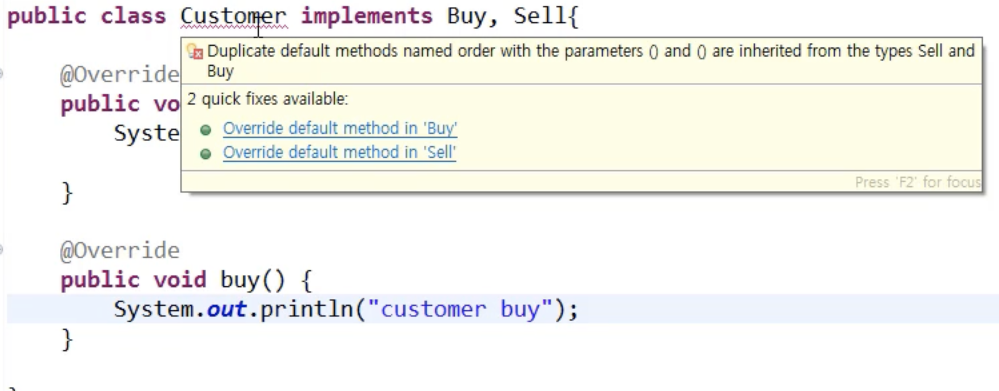 public class Customer implements Buy, Sell{
Duplicate default methods named order with the parameters () and () are inherited from the types Sell and
Buy
@Override
public vo
2 quick fixes available:
Override default method in 'Buy'
Syste
Override default method in 'Sell'
Press 'F2' for focus
}
@Override
public void buy() {
System.out.println("customer buy");
}